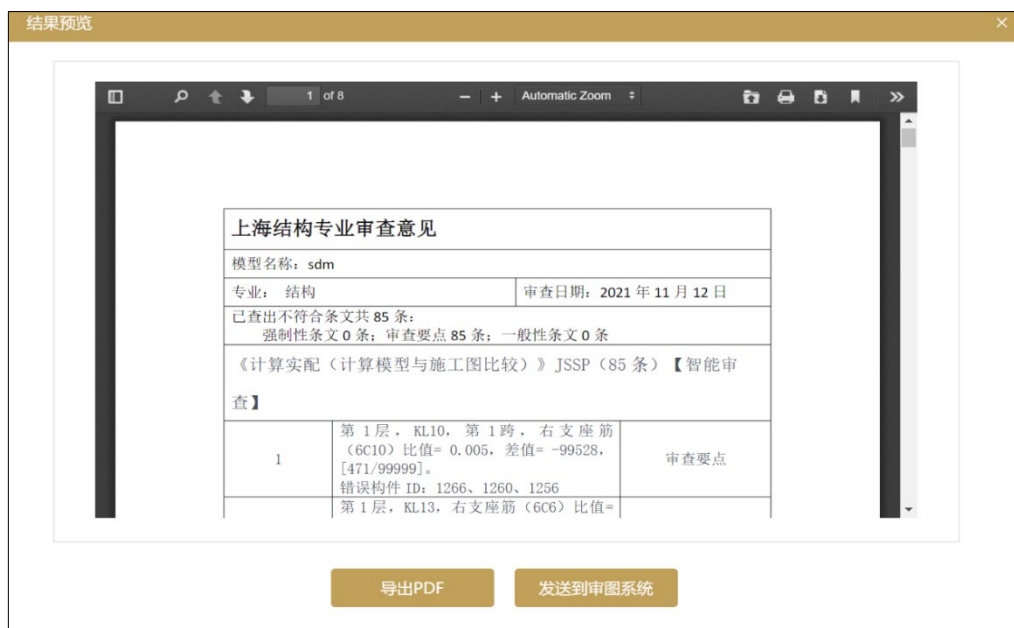 结果预览
1 of 8
Automatic Zoom
上海结构专业审查意见
模型名称：sdm
专业： 结构
审查日期：2021 年 11 月 12 日
已查出不符合条文共 85 条：
强制性条文 0 条；审查要点 85 条；一般性条文 0 条
《计算实配（计算模型与施工图比较）》JSSP（85 条）【智能审
查】
1
第 1 层，KL10，第 1 跨，右支座筋
（6C10）比值= 0.005，差值= -99528，
[471/99999]。
错误构件 ID：1266、1260、1256
审查要点
第 1 层，KL13，右支座筋（6C6）比值=
导出PDF
发送到审图系统